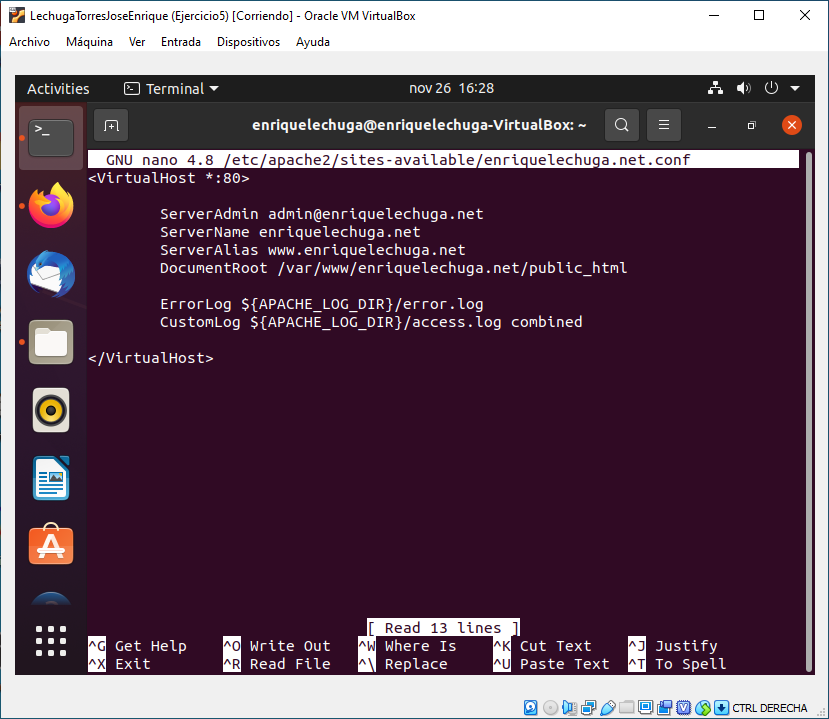 LechugaTorresJoseEnrique (Ejercicio5) [Corriendo] - Oracle VM VirtualBox
Archivo Máquina Ver Entrada Dispositivos Ayuda
Activities Terminal nov 26 16:28
enriquelechuga@enriquelechuga-VirtualBox: ~
GNU nano 4.8 /etc/apache2/sites-available/enriquelechuga.net.conf
<VirtualHost *:80>
ServerAdmin admin@enriquelechuga.net
ServerName enriquelechuga.net
ServerAlias www.enriquelechuga.net
DocumentRoot /var/www/enriquelechuga.net/public_html
ErrorLog ${APACHE_LOG_DIR}/error.log
CustomLog ${APACHE_LOG_DIR}/access.log combined
</VirtualHost>
[ Read 13 lines ]
^G Get Help ^O Write Out ^W Where Is ^K Cut Text ^J Justify
^X Exit ^R Read File ^\ Replace ^U Paste Text ^T To Spell
CTRL DERECHA